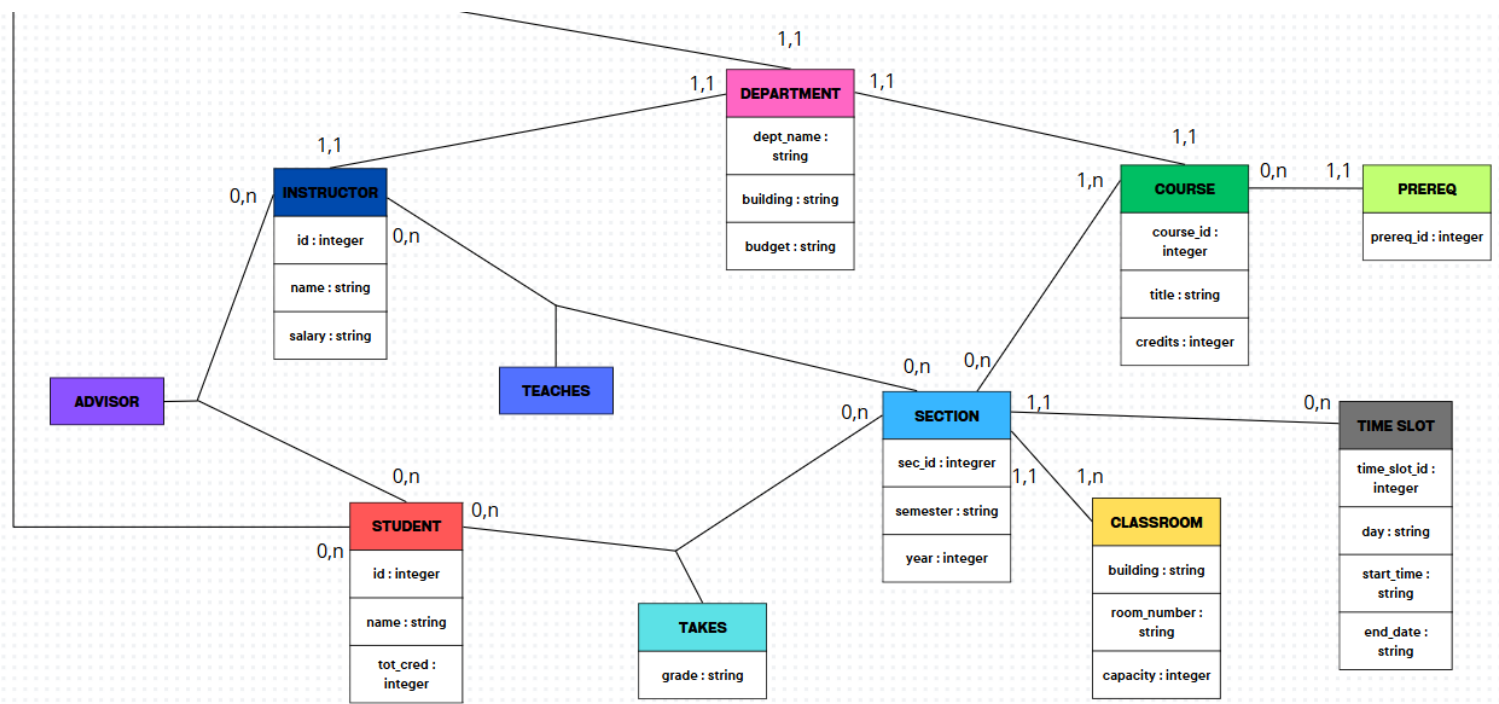 1,1
1,1
DEPARTMENT
1,1
dept_name :
string
building : string
budget : string
1,1
INSTRUCTOR
0,n
0,n
id : integer
name : string
salary : string
1,1
1,n
COURSE
0,n
1,1
course_id :
integer
title : string
credits : integer
PREREQ
prereq_id : integer
ADVISOR
TEACHES
0,n
0,n
0,n
SECTION
1,1
1,1
sec_id : integrer
semester : string
year : integer
0,n
TIME SLOT
time_slot_id :
integer
day : string
start_time :
string
end_date :
string
1,n
CLASSROOM
building : string
room_number :
string
capacity : integer
0,n
0,n
STUDENT
0,n
id : integer
name : string
tot_cred :
integer
TAKES
grade : string